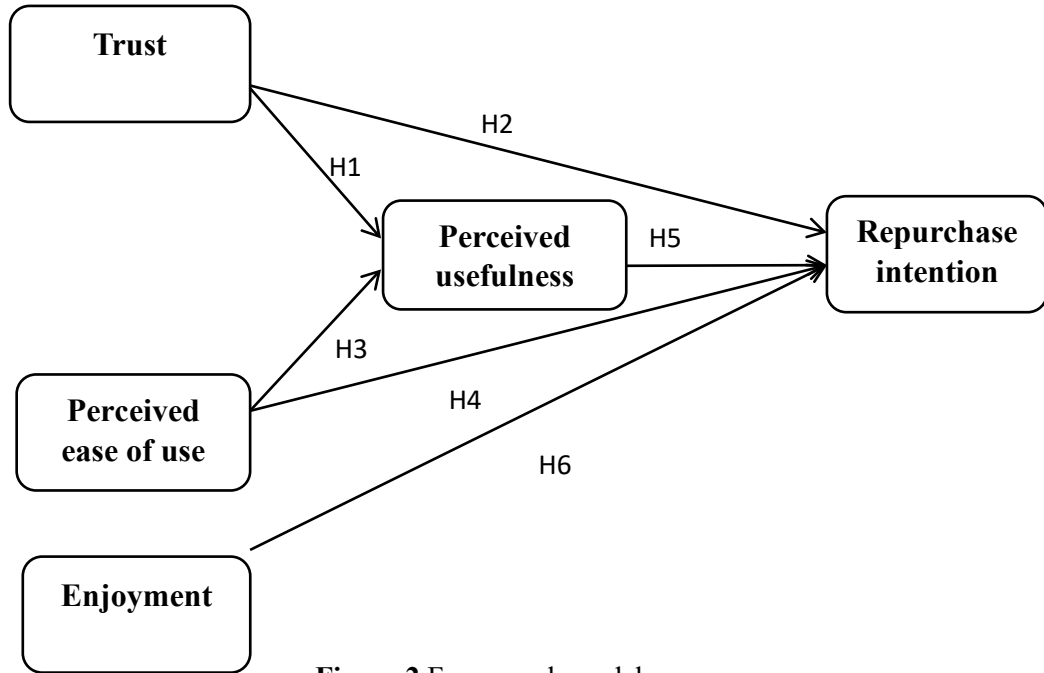 Trust
H2
H1
Perceived
usefulness
H5
Repurchase
intention
H3
Perceived
ease of use
H4
H6
Enjoyment